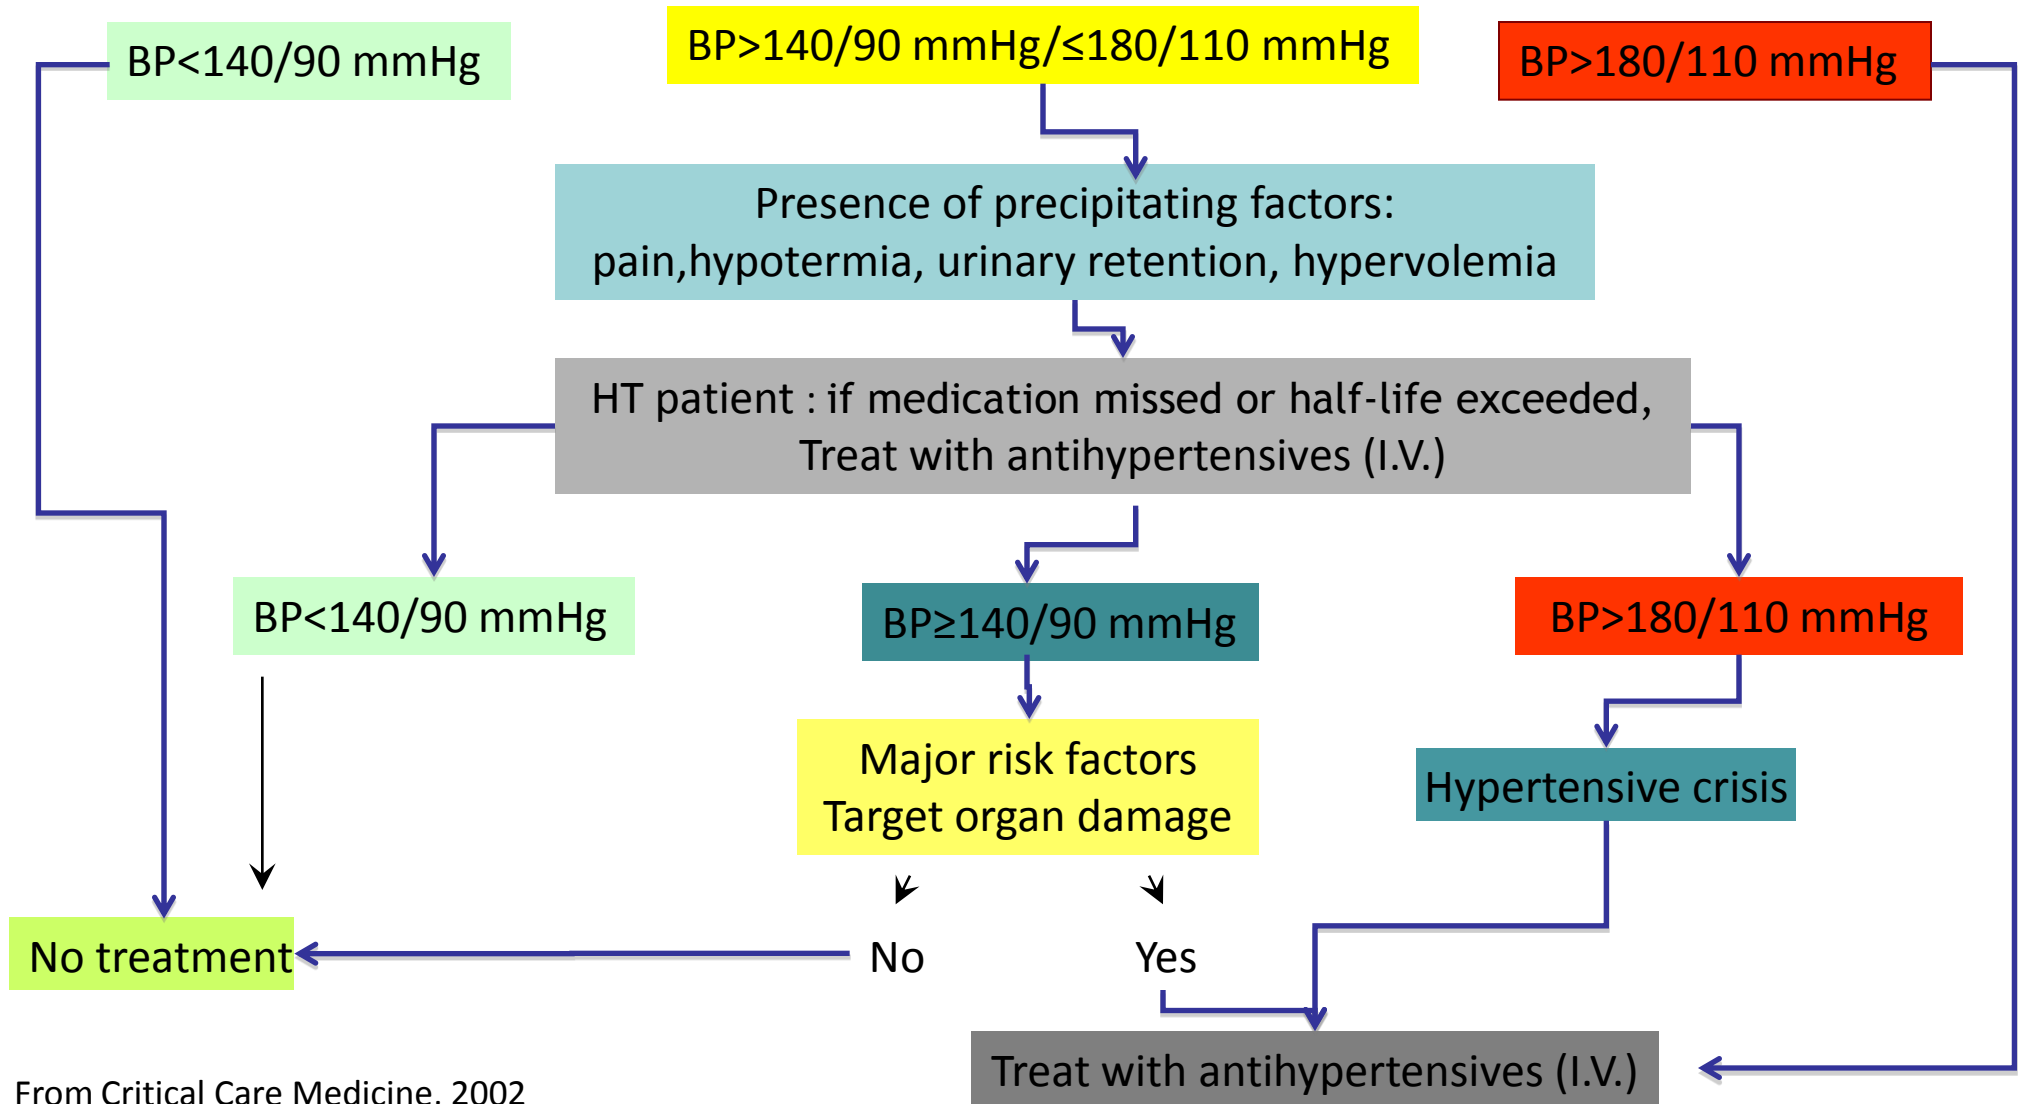 BP<140/90 mmHg
BP>140/90 mmHg/≤180/110 mmHg
BP>180/110 mmHg
Presence of precipitating factors:
pain,hypotermia, urinary retention, hypervolemia
HT patient : if medication missed or half-life exceeded,
Treat with antihypertensives (I.V.)
BP<140/90 mmHg
BP≥140/90 mmHg
BP>180/110 mmHg
Major risk factors
Target organ damage
Hypertensive crisis
No treatment
No
Yes
Treat with antihypertensives (I.V.)
From Critical Care Medicine. 2002